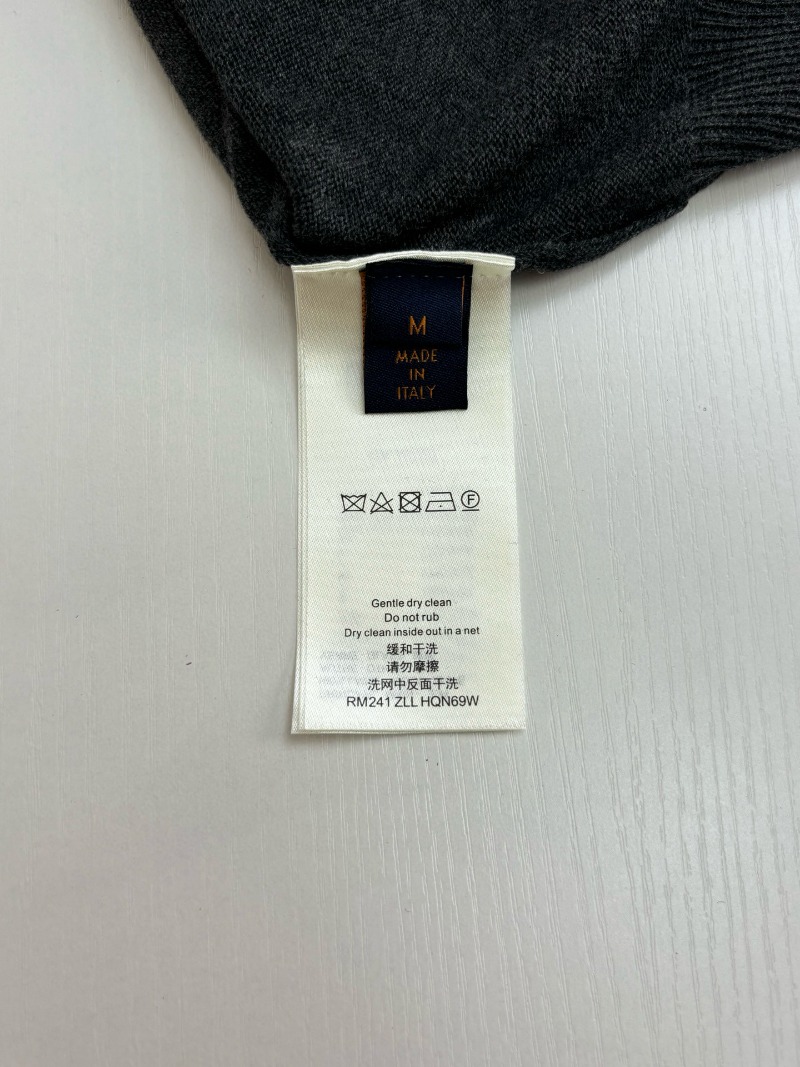 M
MADE
IN
ITALY
F
Gentle dry clean
Do not rub
Dry clean inside out in a net
缓和干洗
请勿摩擦
洗网中反面干洗
RM241 ZLL HQN69W